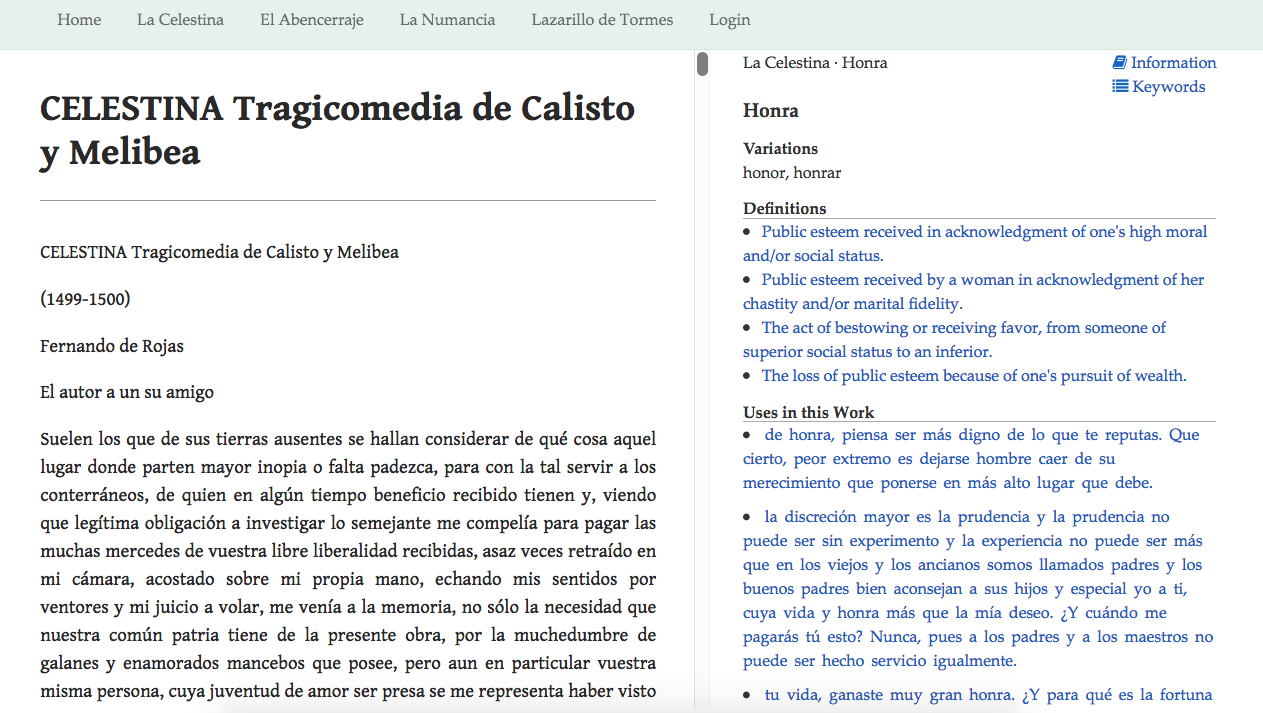 Home La Celestina El Abencerraje La Numancia Lazarillo de Tormes Login
CELESTINA Tragicomedia de Calisto
y Melibea
CELESTINA Tragicomedia de Calisto y Melibea
(1499-1500)
Fernando de Rojas
El autor a un su amigo
Suelen los que de sus tierras ausentes se hallan considerar de qué cosa aquel
lugar donde parten mayor inopia o falta padezca, para con la tal servir a los
conterráneos, de quien en algún tiempo beneficio recibido tienen y, viendo
que legítima obligación a investigar lo semejante me compelía para pagar las
muchas mercedes de vuestra libre liberalidad recibidas, asaz veces retraído en
mi cámara, acostado sobre mi propia mano, echando mis sentidos por
ventores y mi juicio a volar, me venía a la memoria, no sólo la necesidad que
nuestra común patria tiene de la presente obra, por la muchedumbre de
galanes y enamorados mancebos que posee, pero aun en particular vuestra
misma persona, cuya juventud de amor ser presa se me representa haber visto
La Celestina · Honra
Information
Keywords
Honra
Variations
honor, honrar
Definitions
• Public esteem received in acknowledgment of one's high moral
and/or social status.
• Public esteem received by a woman in acknowledgment of her
chastity and/or marital fidelity.
• The act of bestowing or receiving favor, from someone of
superior social status to an inferior.
• The loss of public esteem because of one's pursuit of wealth.
Uses in this Work
• de honra, piensa ser más digno de lo que te reputas. Que
cierto, peor extremo es dejarse hombre caer de su
merecimiento que ponerse en más alto lugar que debe.
• la discreción mayor es la prudencia y la prudencia no
puede ser sin experimento y la experiencia no puede ser más
que en los viejos y los ancianos somos llamados padres y los
buenos padres bien aconsejan a sus hijos y especial yo a ti,
cuya vida y honra más que la mía deseo. ¿Y cuándo me
pagarás tú esto? Nunca, pues a los padres y a los maestros no
puede ser hecho servicio igualmente.
• tu vida, ganaste muy gran honra. ¿Y para qué es la fortuna